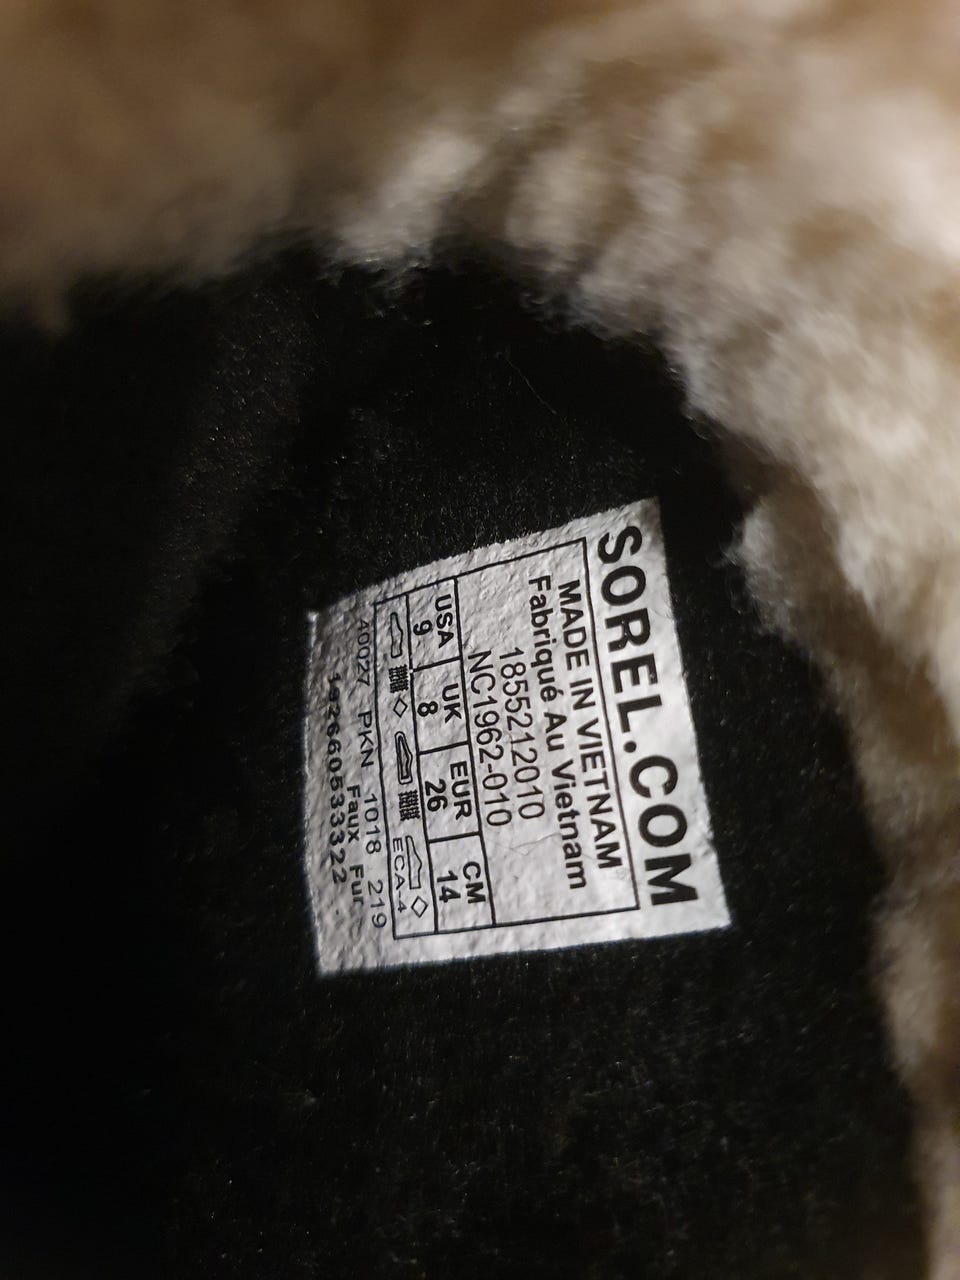 SOREL.COM
MADE IN VIETNAM
Fabriqué Au Vietnam
1855212010
NC1962-010
USA UK EUR CM
9 8 26 14
ECA-4
40027 PKN 1018 219
Faux Fur
192660533322